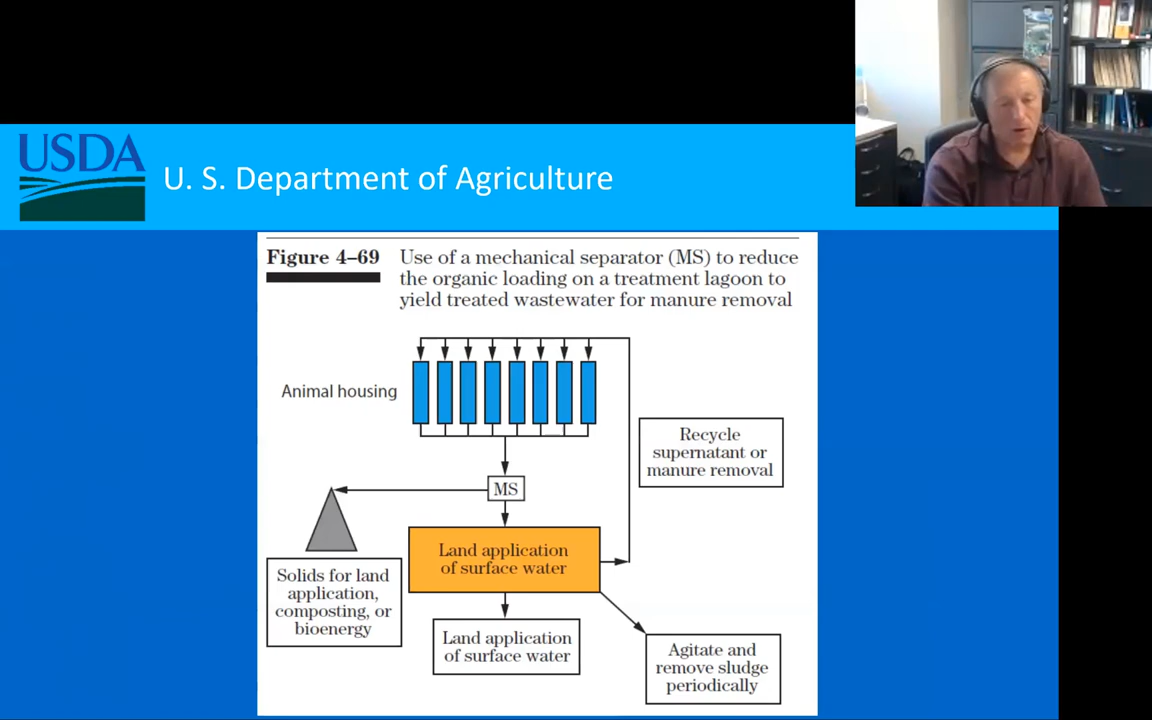 USDA
U. S. Department of Agriculture
Figure 4–69
Use of a mechanical separator (MS) to reduce
the organic loading on a treatment lagoon to
yield treated wastewater for manure removal
Animal housing
Recycle
supernatant or
manure removal
MS
Land application
of surface water
Solids for land
application,
composting, or
bioenergy
Land application
of surface water
Agitate and
remove sludge
periodically